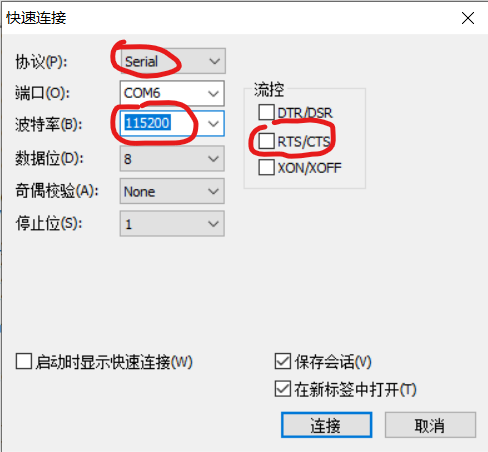 快速连接
协议(P): Serial
端口(O): COM6
波特率(B): 115200
数据位(D): 8
奇偶校验(A): None
停止位(S): 1
流控
DTR/DSR
RTS/CTS
XON/XOFF
启动时显示快速连接(W)
保存会话(V)
在新标签中打开(T)
连接
取消